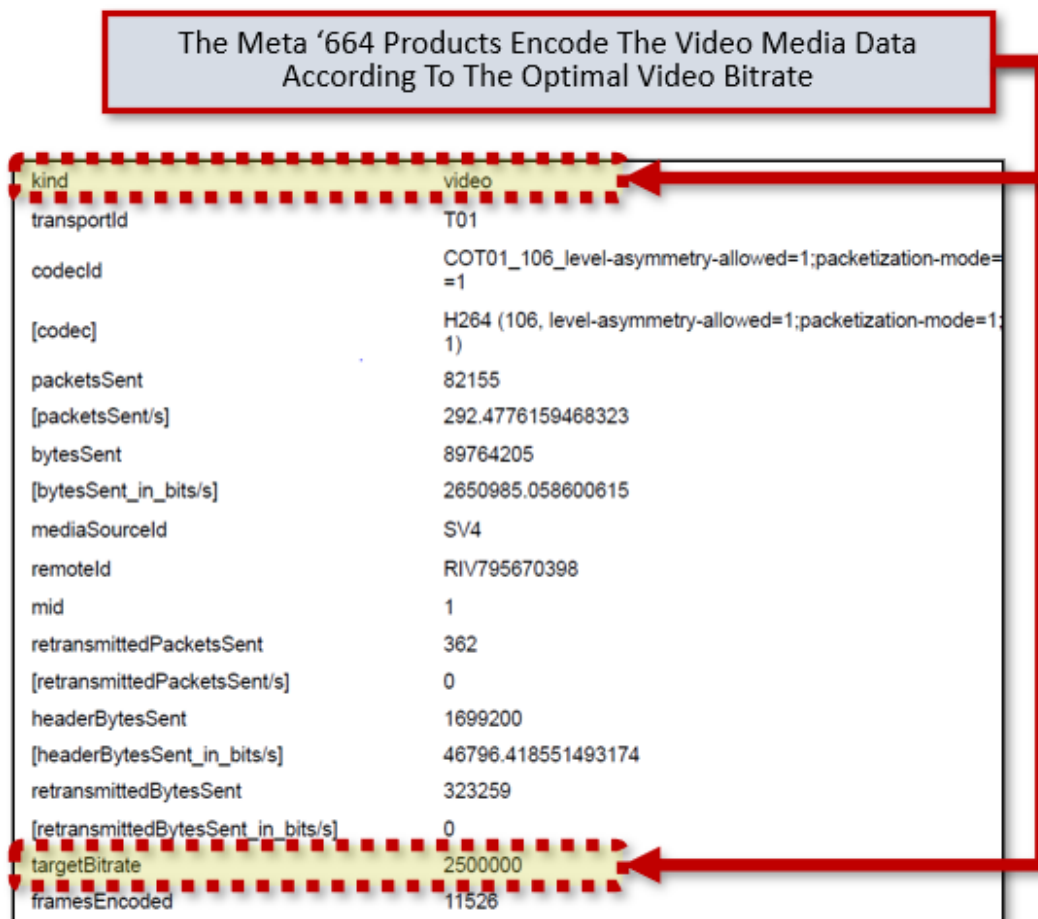 The Meta ‘664 Products Encode The Video Media Data
According To The Optimal Video Bitrate
kind video
transportId T01
codecId COT01_106_level-asymmetry-allowed=1;packetization-mode=
=1
[codec] H264 (106, level-asymmetry-allowed=1;packetization-mode=1;
1)
packetsSent 82155
[packetsSent/s] 292.4776159468323
bytesSent 89764205
[bytesSent_in_bits/s] 2650985.058600615
mediaSourceId SV4
remoteId RIV795670398
mid 1
retransmittedPacketsSent 362
[retransmittedPacketsSent/s] 0
headerBytesSent 1699200
[headerBytesSent_in_bits/s] 46796.418551493174
retransmittedBytesSent 323259
[retransmittedBytesSent_in_bits/s] 0
targetBitrate 2500000
framesEncoded 11526